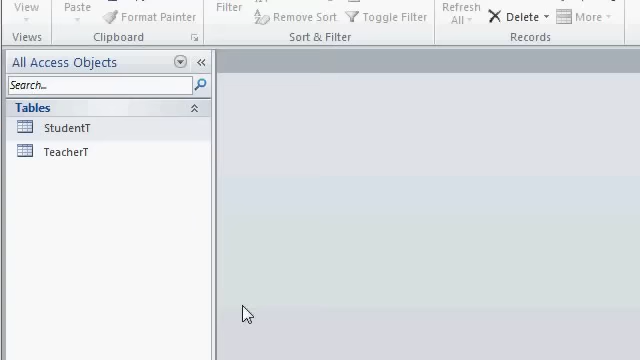 View
Paste
Format Painter
Filter
Remove Sort
Toggle Filter
Refresh
All
Delete
More
Views
Clipboard
Sort & Filter
Records
All Access Objects
Search...
Tables
StudentT
TeacherT